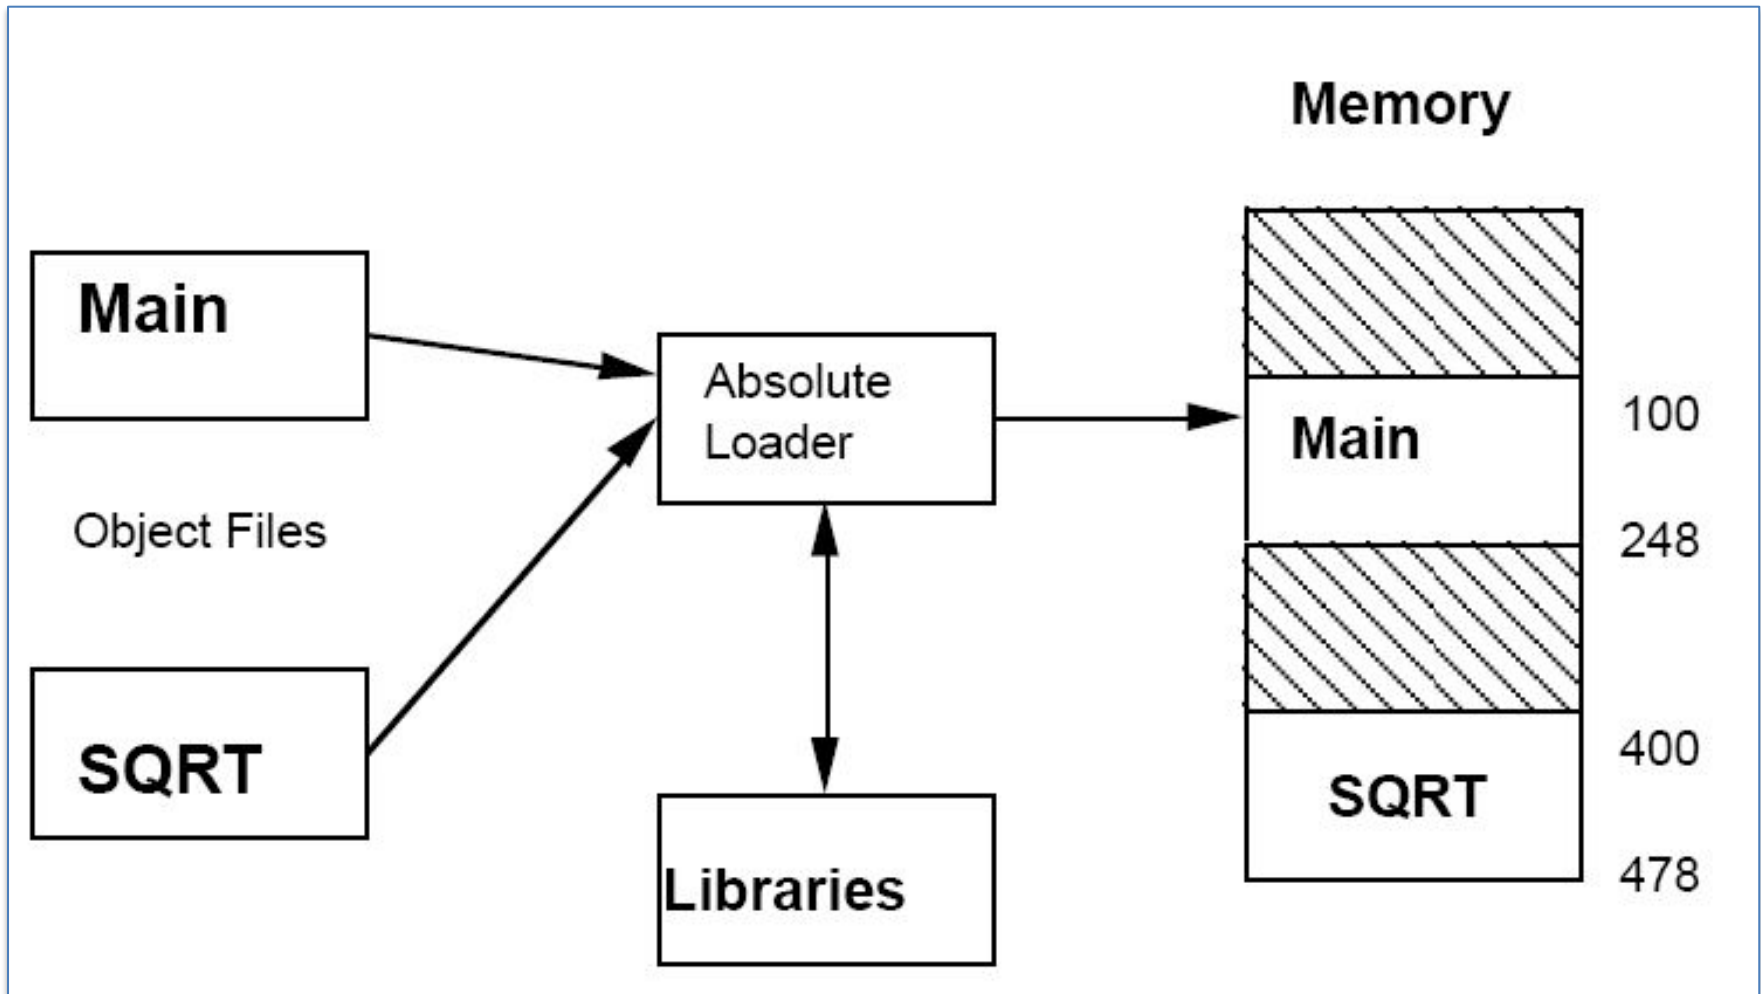 Memory
Main
Absolute
Loader
Object Files
SQRT
Libraries
100
Main
248
400
SQRT
478